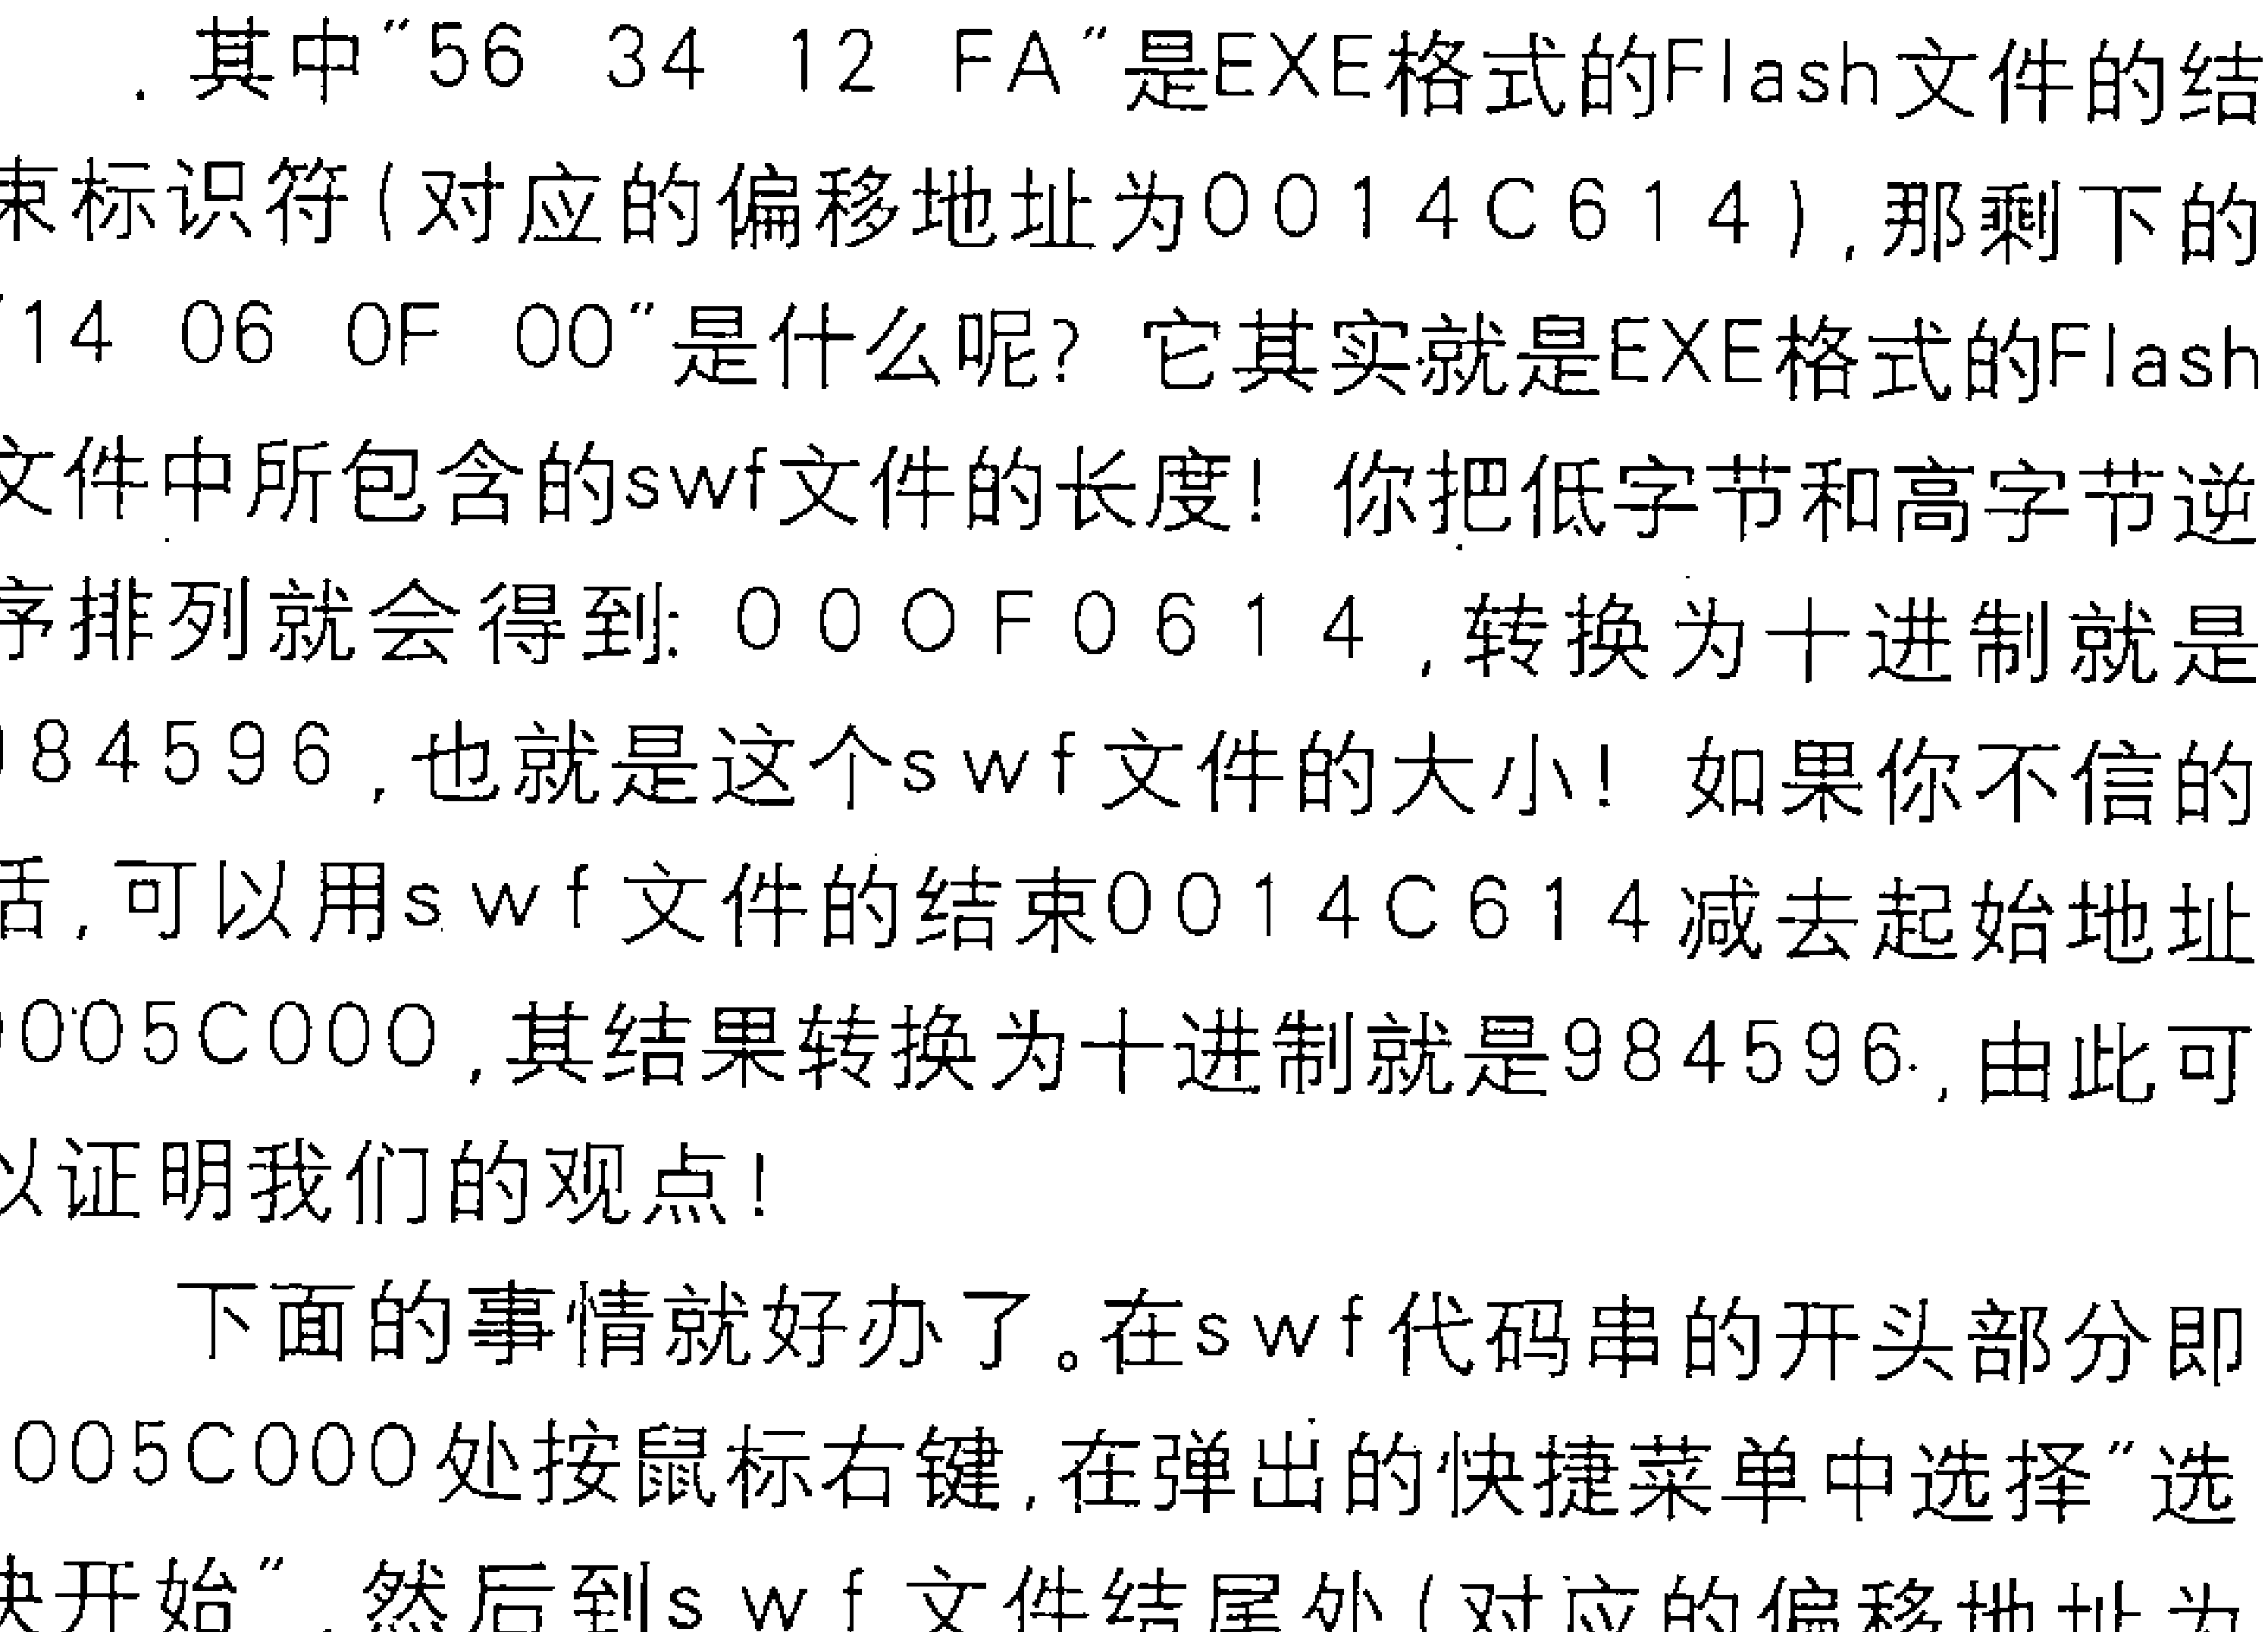 其中"56 34 12 FA"是EXE格式的Flash文件的结
束标识符(对应的偏移地址为0014C614),那剩下的
"14 06 0F 00"是什么呢? 它其实就是EXE格式的Flash
文件中所包含的swf文件的长度! 你把低字节和高字节逆
序排列就会得到: 000F0614,转换为十进制就是
984596,也就是这个swf文件的大小! 如果你不信的
话,可以用swf文件的结束0014C614减去起始地址
0005C000,其结果转换为十进制就是984596,由此可
以证明我们的观点!
下面的事情就好办了。在swf代码串的开头部分即
005C000处按鼠标右键,在弹出的快捷菜单中选择"选
块开始",然后到swf文件结尾处(对应的偏移地址为